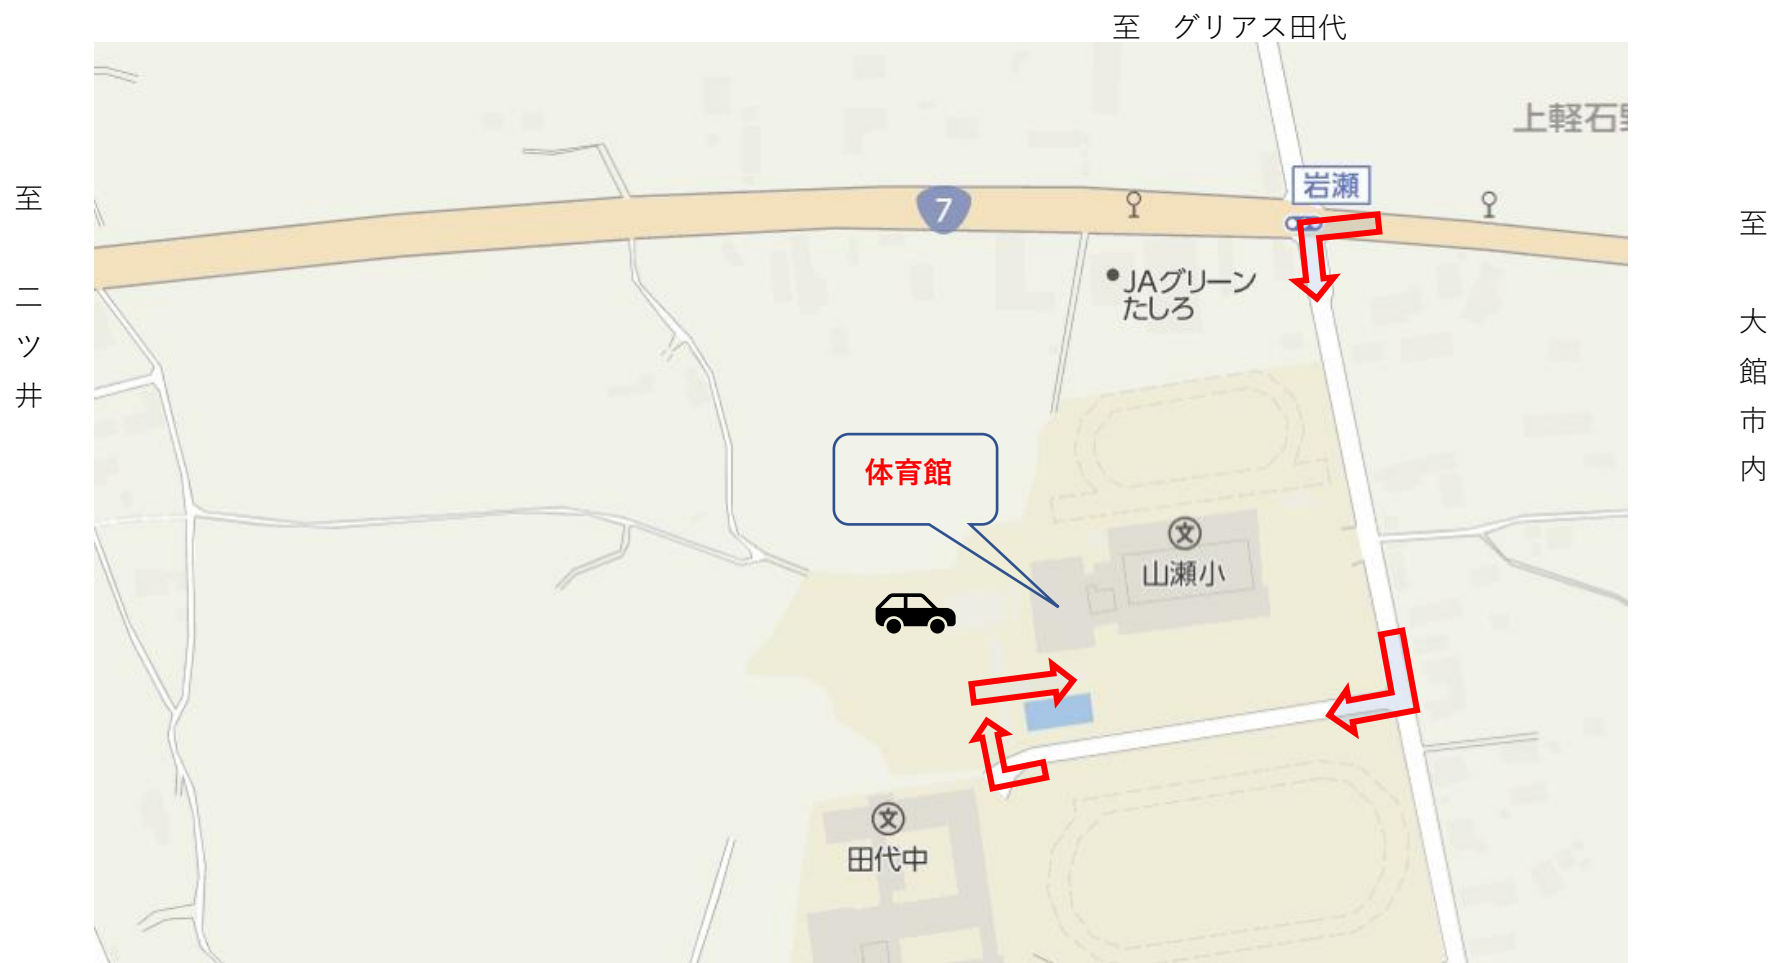 至　グリアス田代
上軽石
岩瀬
7
至　二ツ井
至　大館市内
JAグリーン
たしろ
体育館
文
山瀬小
文
田代中